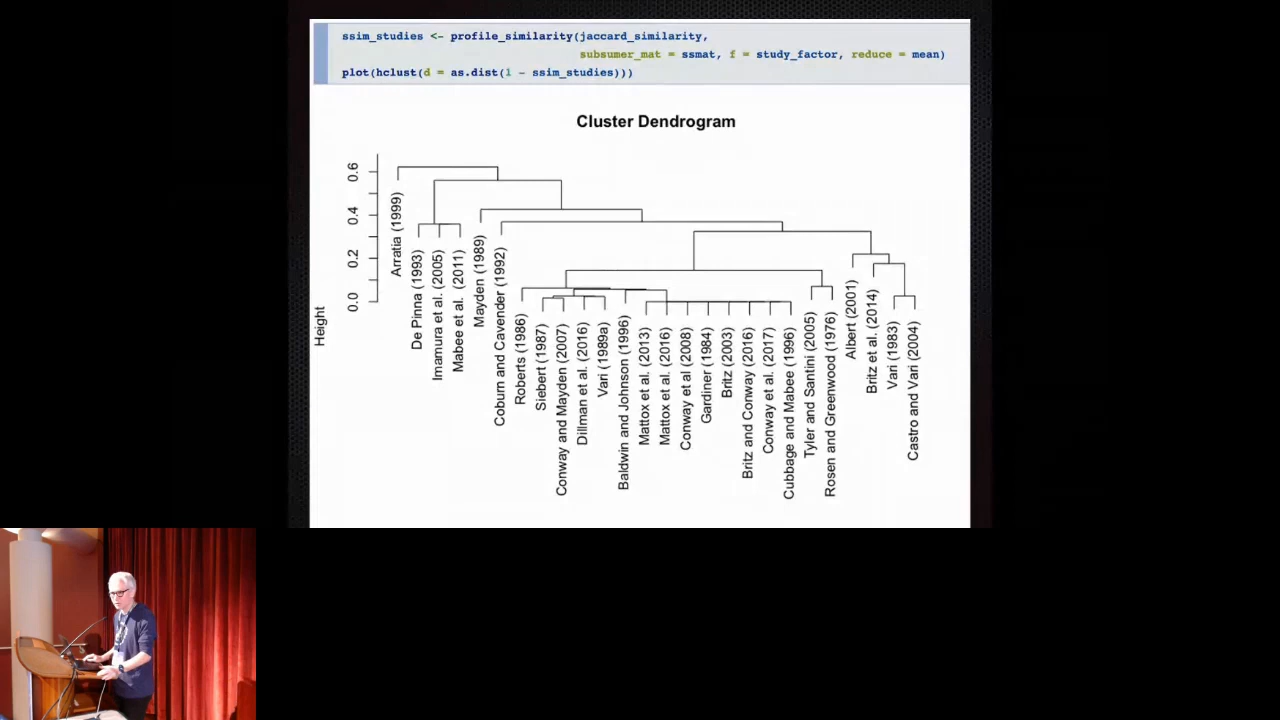 ssim_studies <- profile_similarity(jaccard_similarity,
subsumer_mat = ssmat, f = study_factor, reduce = mean)
plot(hclust(d = as.dist(1 - ssim_studies)))
Cluster Dendrogram
Height
0.6
0.4
0.2
0.0
Arratia (1999)
De Pinna (1993)
Imamura et al. (2005)
Mabee et al. (2011)
Mayden (1989)
Coburn and Cavender (1992)
Roberts (1986)
Siebert (1987)
Conway and Mayden (2007)
Dillman et al. (2016)
Vari (1989a)
Baldwin and Johnson (1996)
Mattox et al. (2013)
Mattox et al. (2016)
Conway et al (2008)
Gardiner (1984)
Britz (2003)
Britz and Conway (2016)
Conway et al. (2017)
Cubbage and Mabee (1996)
Tyler and Santini (2005)
Rosen and Greenwood (1976)
Albert (2001)
Britz et al. (2014)
Vari (1983)
Castro and Vari (2004)